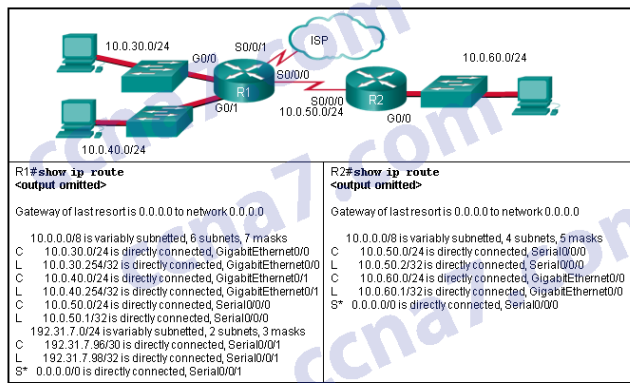 10.0.30.0/24
G0/0
S0/0/1
ISP
10.0.60.0/24
S0/0/0
R1
S0/0/0
R2
G0/1
10.0.50.0/24
G0/0
10.0.40.0/24
R1#show ip route
<output omitted>
Gateway of last resort is 0.0.0.0 to network 0.0.0.0
10.0.0.0/8 is variably subnetted, 6 subnets, 7 masks
C 10.0.30.0/24 is directly connected, GigabitEthernet0/0
L 10.0.30.254/32 is directly connected, GigabitEthernet0/0
C 10.0.40.0/24 is directly connected, GigabitEthernet0/1
L 10.0.40.254/32 is directly connected, GigabitEthernet0/1
C 10.0.50.0/24 is directly connected, Serial0/0/0
L 10.0.50.1/32 is directly connected, Serial0/0/0
192.31.7.0/24 is variably subnetted, 2 subnets, 3 masks
C 192.31.7.96/30 is directly connected, Serial0/0/1
L 192.31.7.98/32 is directly connected, Serial0/0/1
S* 0.0.0.0/0 is directly connected, Serial0/0/1
R2#show ip route
<output omitted>
Gateway of last resort is 0.0.0.0 to network 0.0.0.0
10.0.0.0/8 is variably subnetted, 4 subnets, 5 masks
C 10.0.50.0/24 is directly connected, Serial0/0/0
L 10.0.50.2/32 is directly connected, Serial0/0/0
C 10.0.60.0/24 is directly connected, GigabitEthernet0/0
L 10.0.60.1/32 is directly connected, GigabitEthernet0/0
S* 0.0.0.0/0 is directly connected, Serial0/0/0
ccna7.com
ccna7.com
ccna7.com